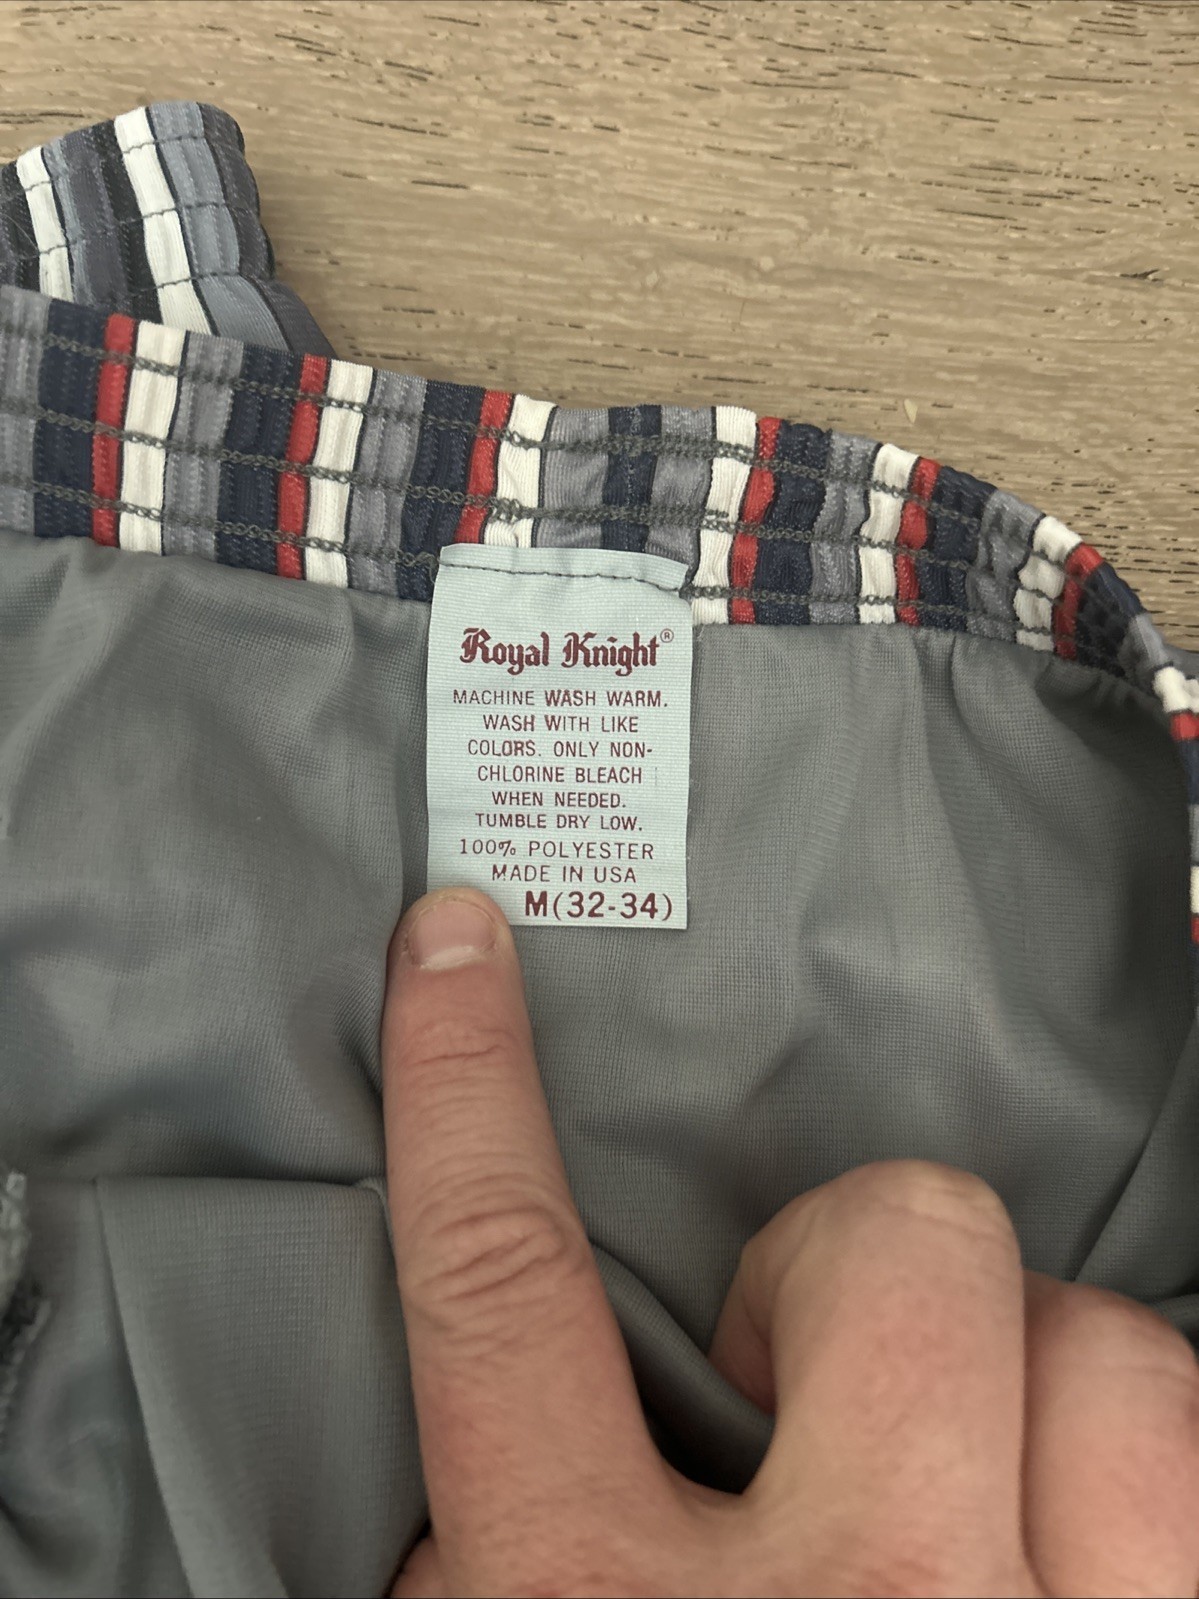 Royal Knight®
MACHINE WASH WARM.
WASH WITH LIKE
COLORS. ONLY NON-
CHLORINE BLEACH
WHEN NEEDED.
TUMBLE DRY LOW.
100% POLYESTER
MADE IN USA
M(32-34)